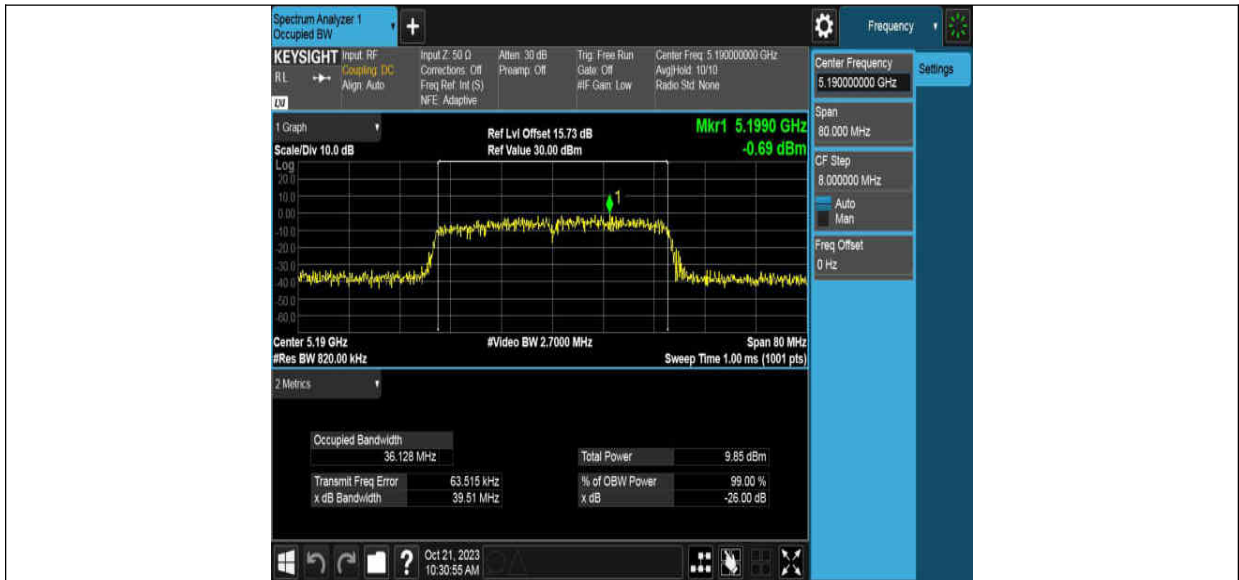 Spectrum Analyzer 1
Occupied BW
+
Frequency
KEYSIGHT
RL
LXI
Input: RF
Coupling: DC
Align: Auto
Input Z: 50 Ω
Corrections: Off
Freq Ref: Int (S)
NFE: Adaptive
Atten: 30 dB
Preamp: Off
Trig: Free Run
Gate: Off
#IF Gain: Low
Center Freq: 5.190000000 GHz
Avg|Hold: 10/10
Radio Std: None
Center Frequency
5.190000000 GHz
Settings
Span
80.000 MHz
CF Step
8.000000 MHz
Auto
Man
Freq Offset
0 Hz
1 Graph
Scale/Div 10.0 dB
Ref Lvl Offset 15.73 dB
Ref Value 30.00 dBm
Mkr1 5.1990 GHz
-0.69 dBm
Log
20.0
10.0
0.00
-10.0
-20.0
-30.0
-40.0
-50.0
-60.0
1
Center 5.19 GHz
#Video BW 2.7000 MHz
Span 80 MHz
#Res BW 820.00 kHz
Sweep Time 1.00 ms (1001 pts)
2 Metrics
Occupied Bandwidth
36.128 MHz
Total Power 9.85 dBm
Transmit Freq Error 63.515 kHz
% of OBW Power 99.00 %
x dB Bandwidth 39.51 MHz
x dB -26.00 dB
?
Oct 21, 2023
10:30:55 AM